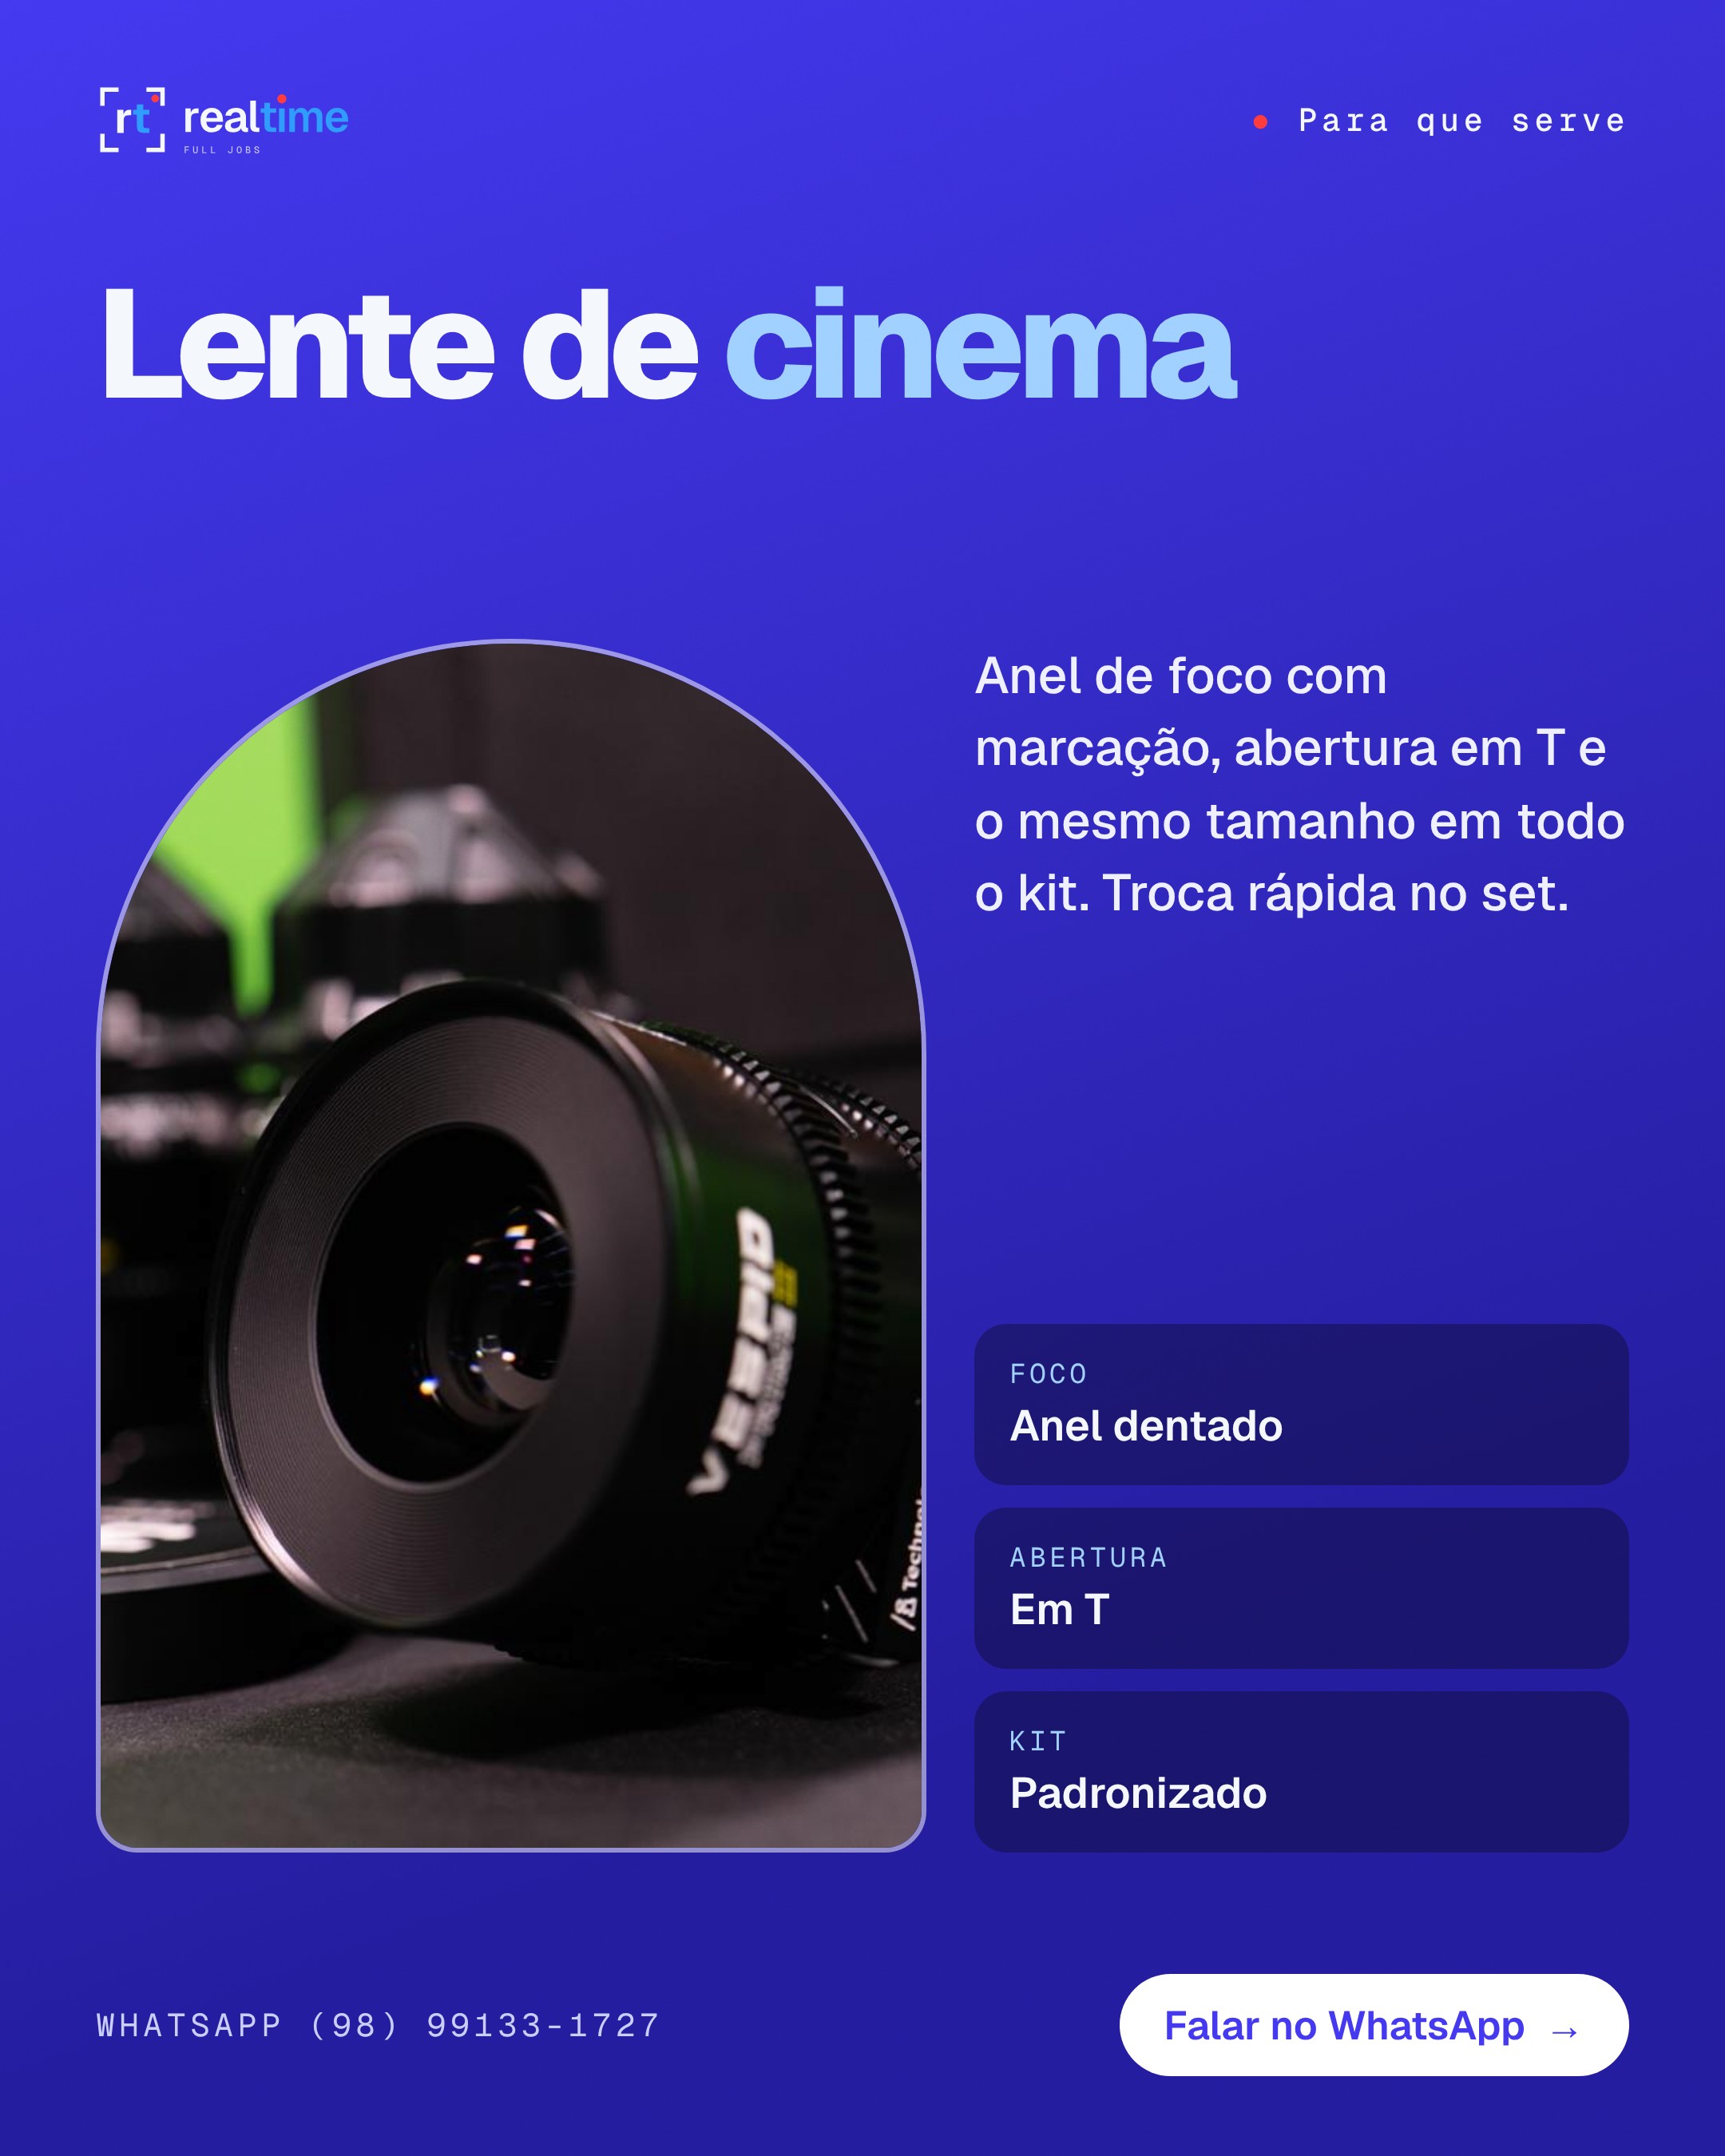 rt realtime
FULL JOBS
Para que serve
Lente de cinema
Anel de foco com
marcação, abertura em T e
o mesmo tamanho em todo
o kit. Troca rápida no set.
VESPID
FOCO
Anel dentado
ABERTURA
Em T
KIT
Padronizado
WHATSAPP (98) 99133-1727
Falar no WhatsApp →